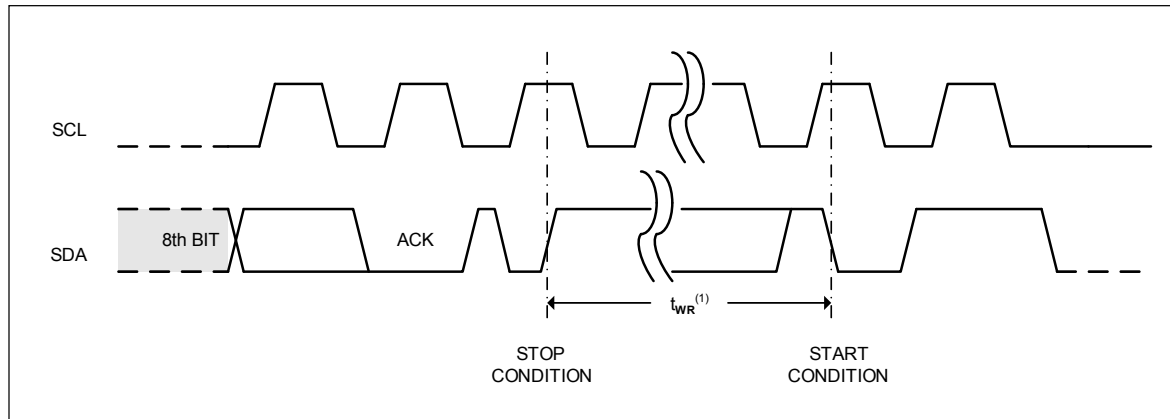 SCL
SDA
8th BIT
ACK
tWR(1)
STOP
CONDITION
START
CONDITION